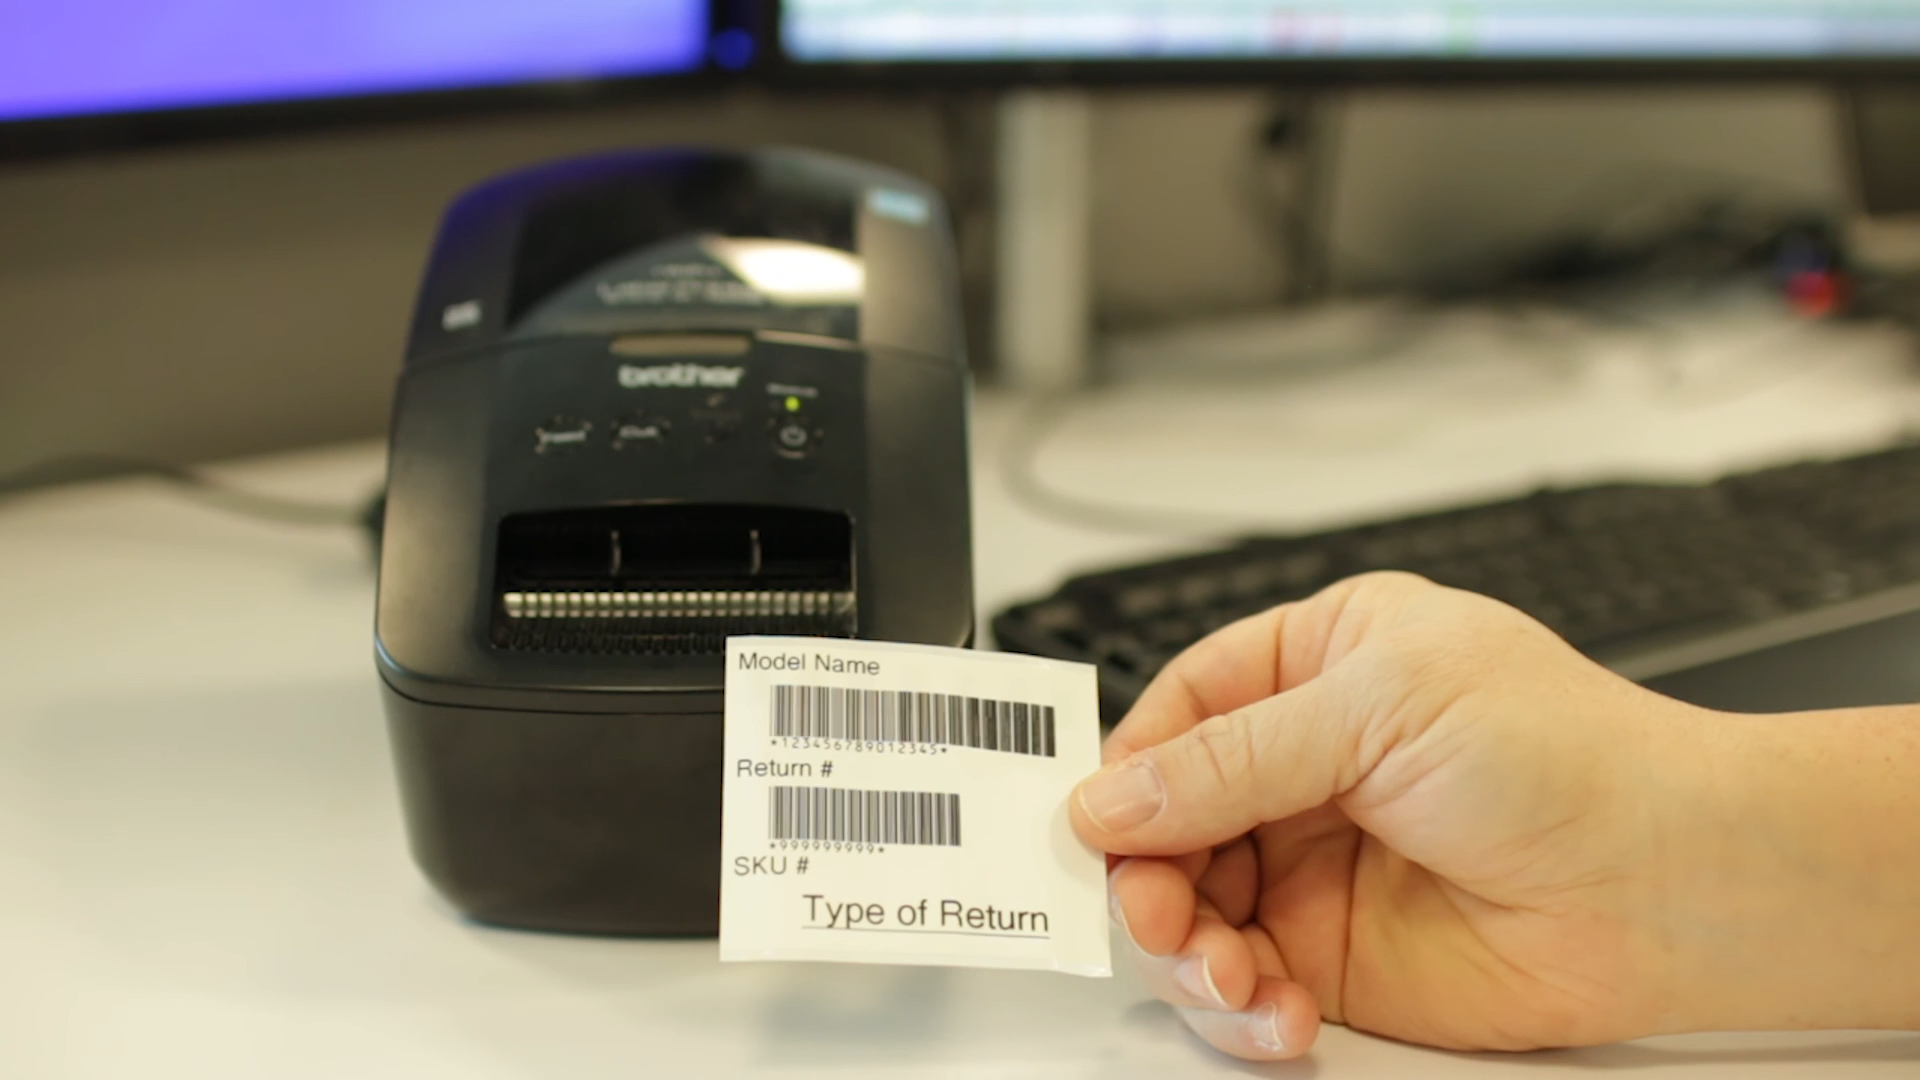 brother
Model Name
*123456789012345*
Return #
*999999999*
SKU #
Type of Return